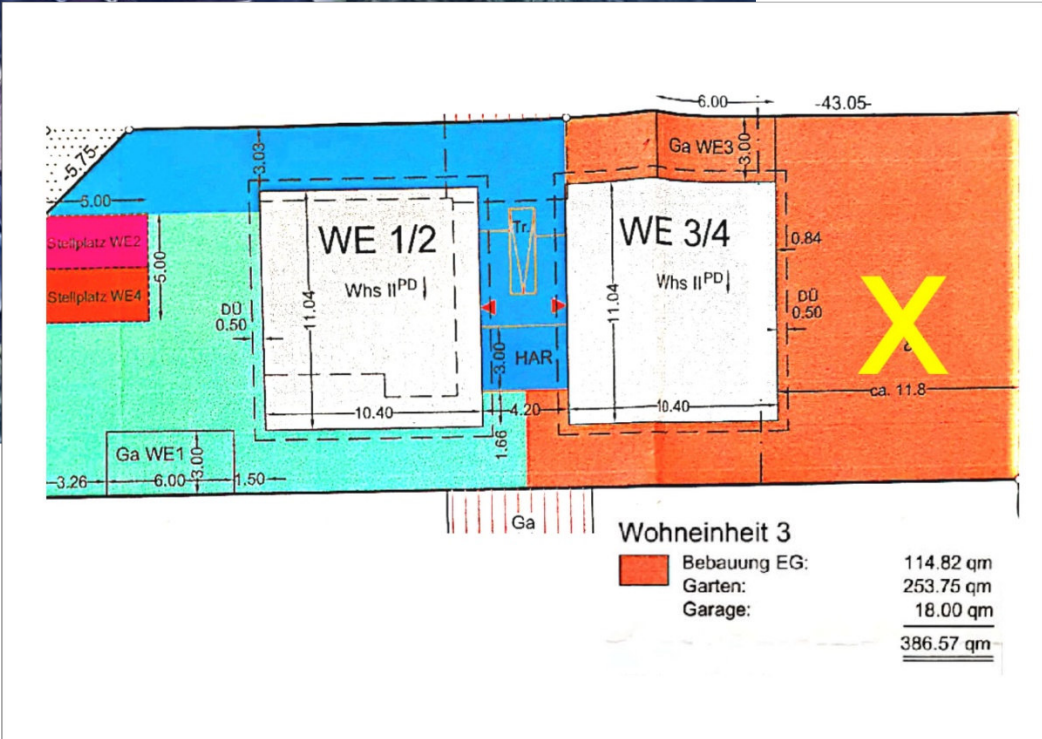 6.00
-43.05-
-5.75-
3.03
Ga WE3
3.00
5.00
Stellplatz WE2
Stellplatz WE4
5.00
WE 1/2
Whs II PD
11.04
Tr.
WE 3/4
Whs II PD
11.04
0.84
DÜ
0.50
DÜ
0.50
X
HAR
3.00
ca. 11.8
10.40
4.20
10.40
1.66
Ga WE1
3.00
3.26
6.00
1.50
Ga
Wohneinheit 3
Bebauung EG: 114.82 qm
Garten: 253.75 qm
Garage: 18.00 qm
386.57 qm